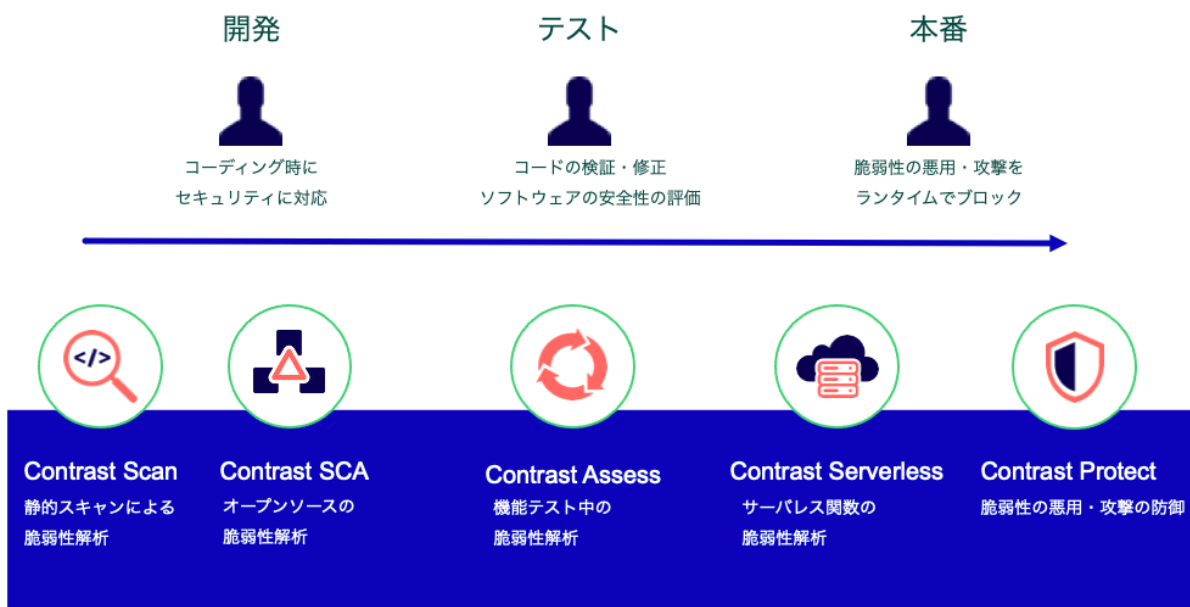 開発
テスト
本番
コーディング時に
セキュリティに対応
コードの検証・修正
ソフトウェアの安全性の評価
脆弱性の悪用・攻撃を
ランタイムでブロック
</>
Contrast Scan
静的スキャンによる
脆弱性解析
Contrast SCA
オープンソースの
脆弱性解析
Contrast Assess
機能テスト中の
脆弱性解析
Contrast Serverless
サーバレス関数の
脆弱性解析
Contrast Protect
脆弱性の悪用・攻撃の防御